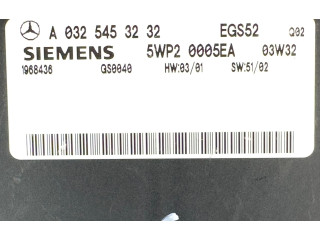 A 032 545 32 32 EGS52 Q02
SIEMENS 5WP2 0005EA 03W32
1968436 GS0040 HW:03/01 SW:51/02